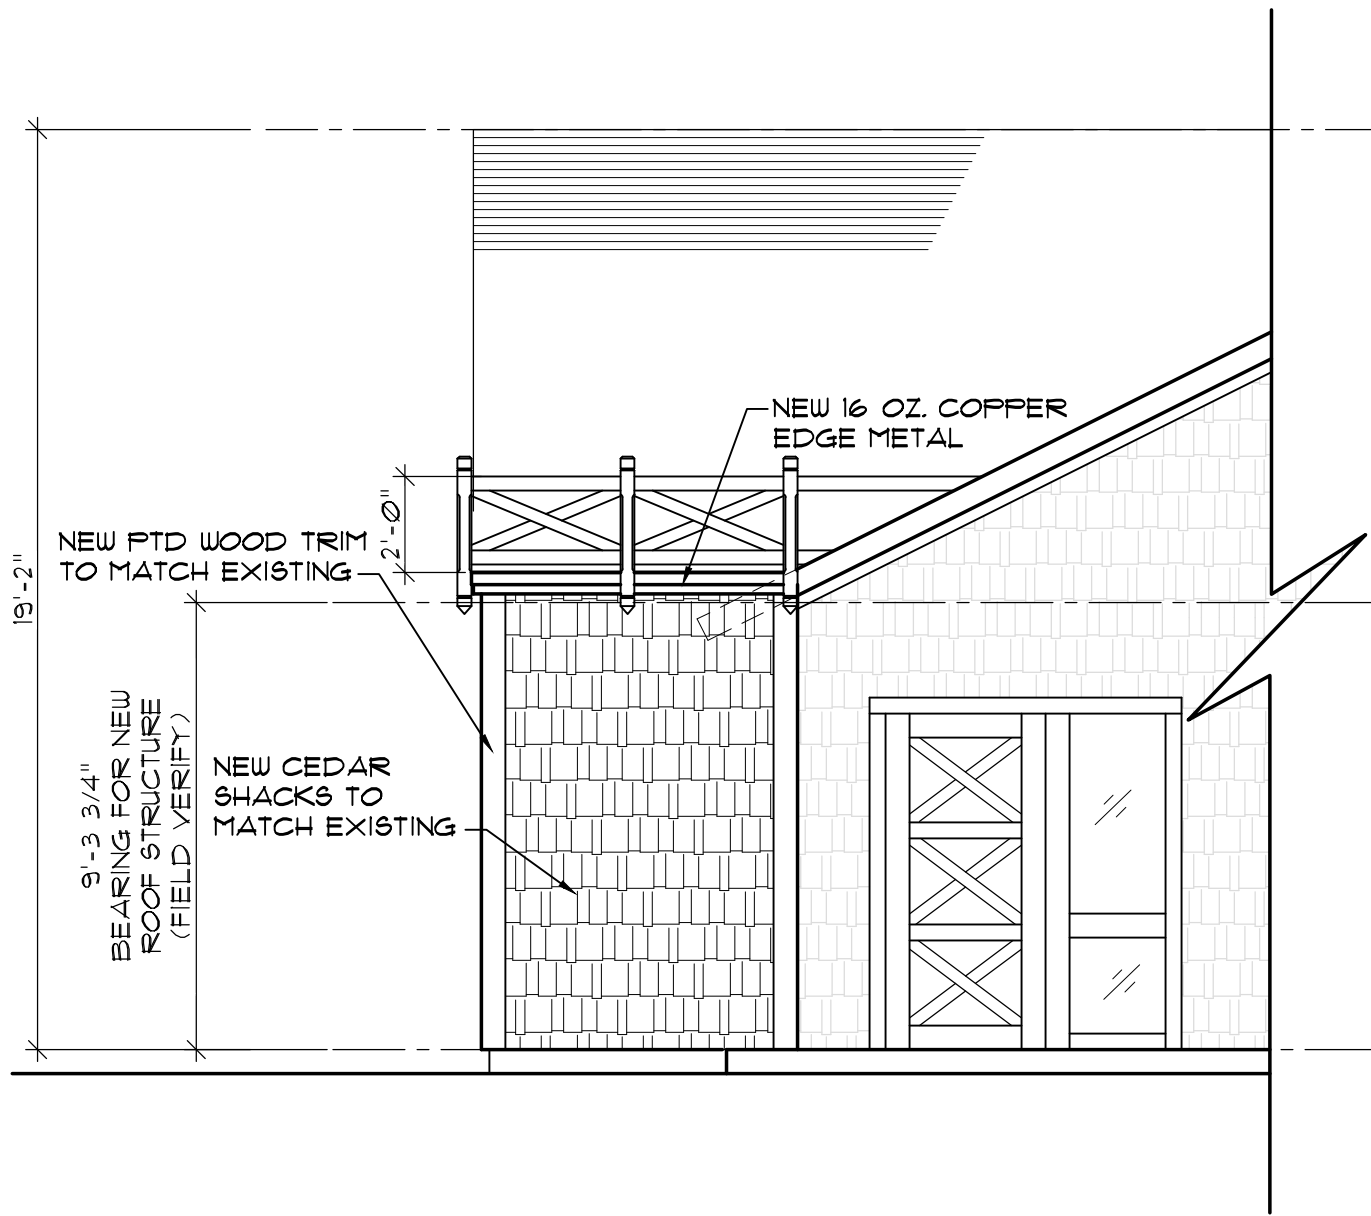 NEW 16 OZ. COPPER
EDGE METAL
2'-0"
NEW PTD WOOD TRIM
TO MATCH EXISTING
19'-2"
9'-3 3/4"
BEARING FOR NEW
ROOF STRUCTURE
(FIELD VERIFY)
NEW CEDAR
SHACKS TO
MATCH EXISTING